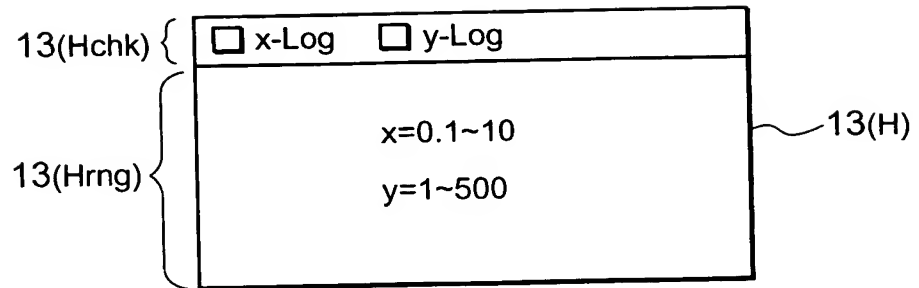 13(Hchk)
x-Log y-Log
x=0.1~10
13(H)
13(Hrng)
y=1~500